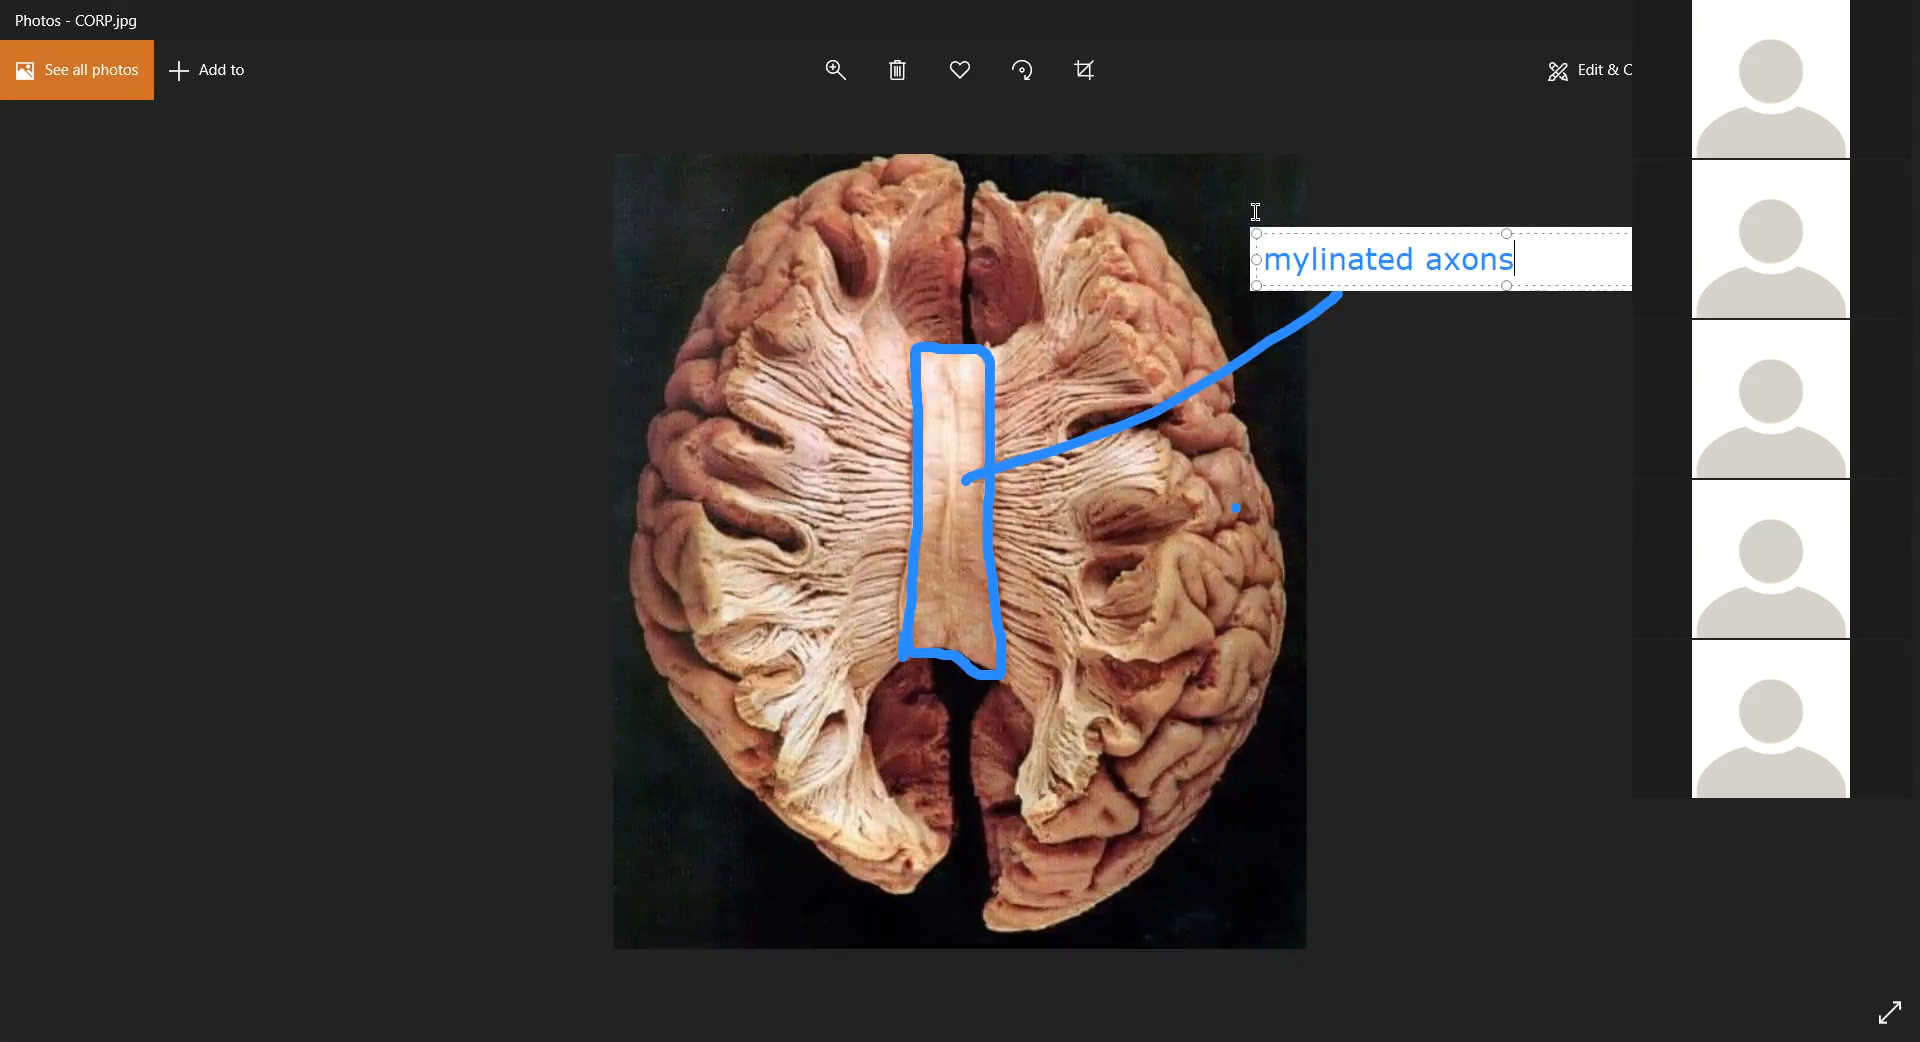 Photos - CORP.jpg
See all photos
Add to
Edit & C
mylinated axons